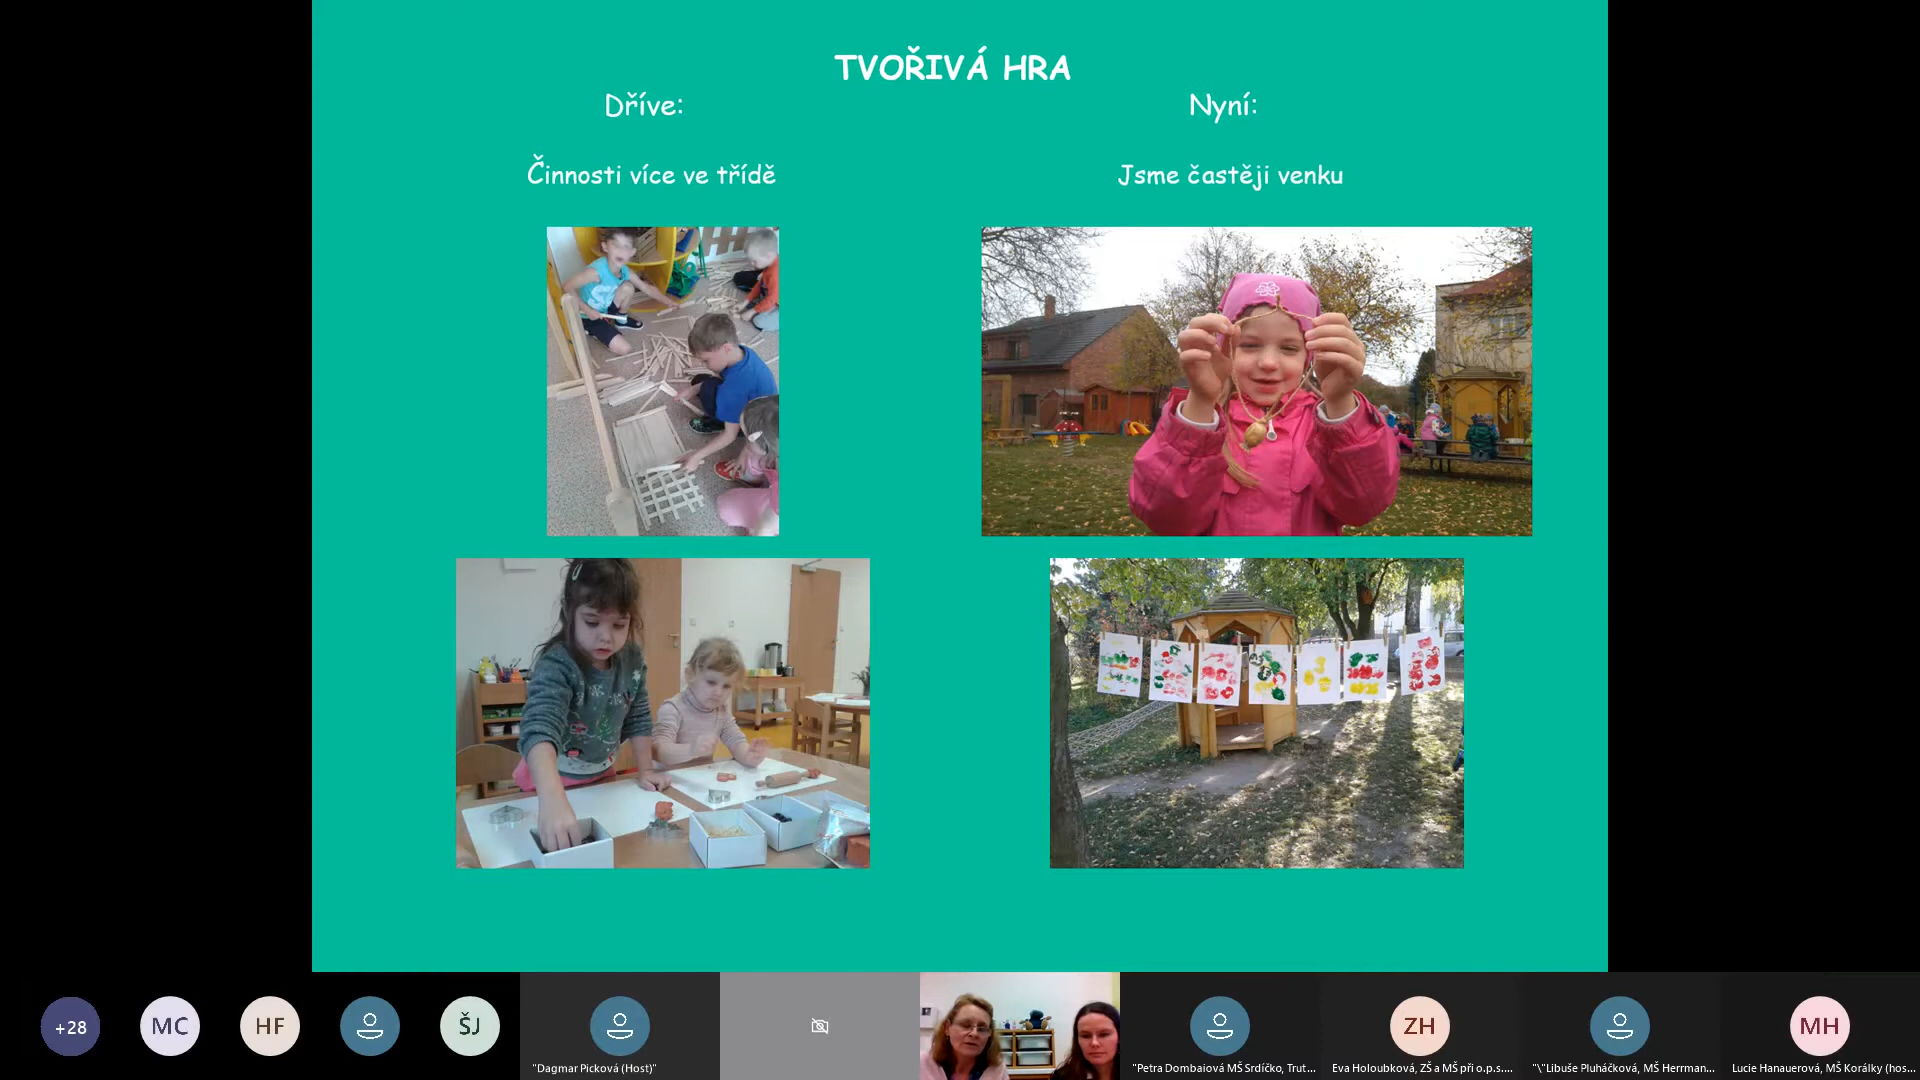 TVOŘIVÁ HRA
Dříve:
Nyní:
Činnosti více ve třídě
Jsme častěji venku
+28
MC
HF
ŠJ
"Dagmar Picková (Host)"
"Petra Dombaiová MŠ Srdíčko, Trut...
ZH
Eva Holoubková, ZŠ a MŠ při o.p.s....
"\"Libuše Pluháčková, MŠ Herrman...
MH
Lucie Hanauerová, MŠ Korálky (hos...